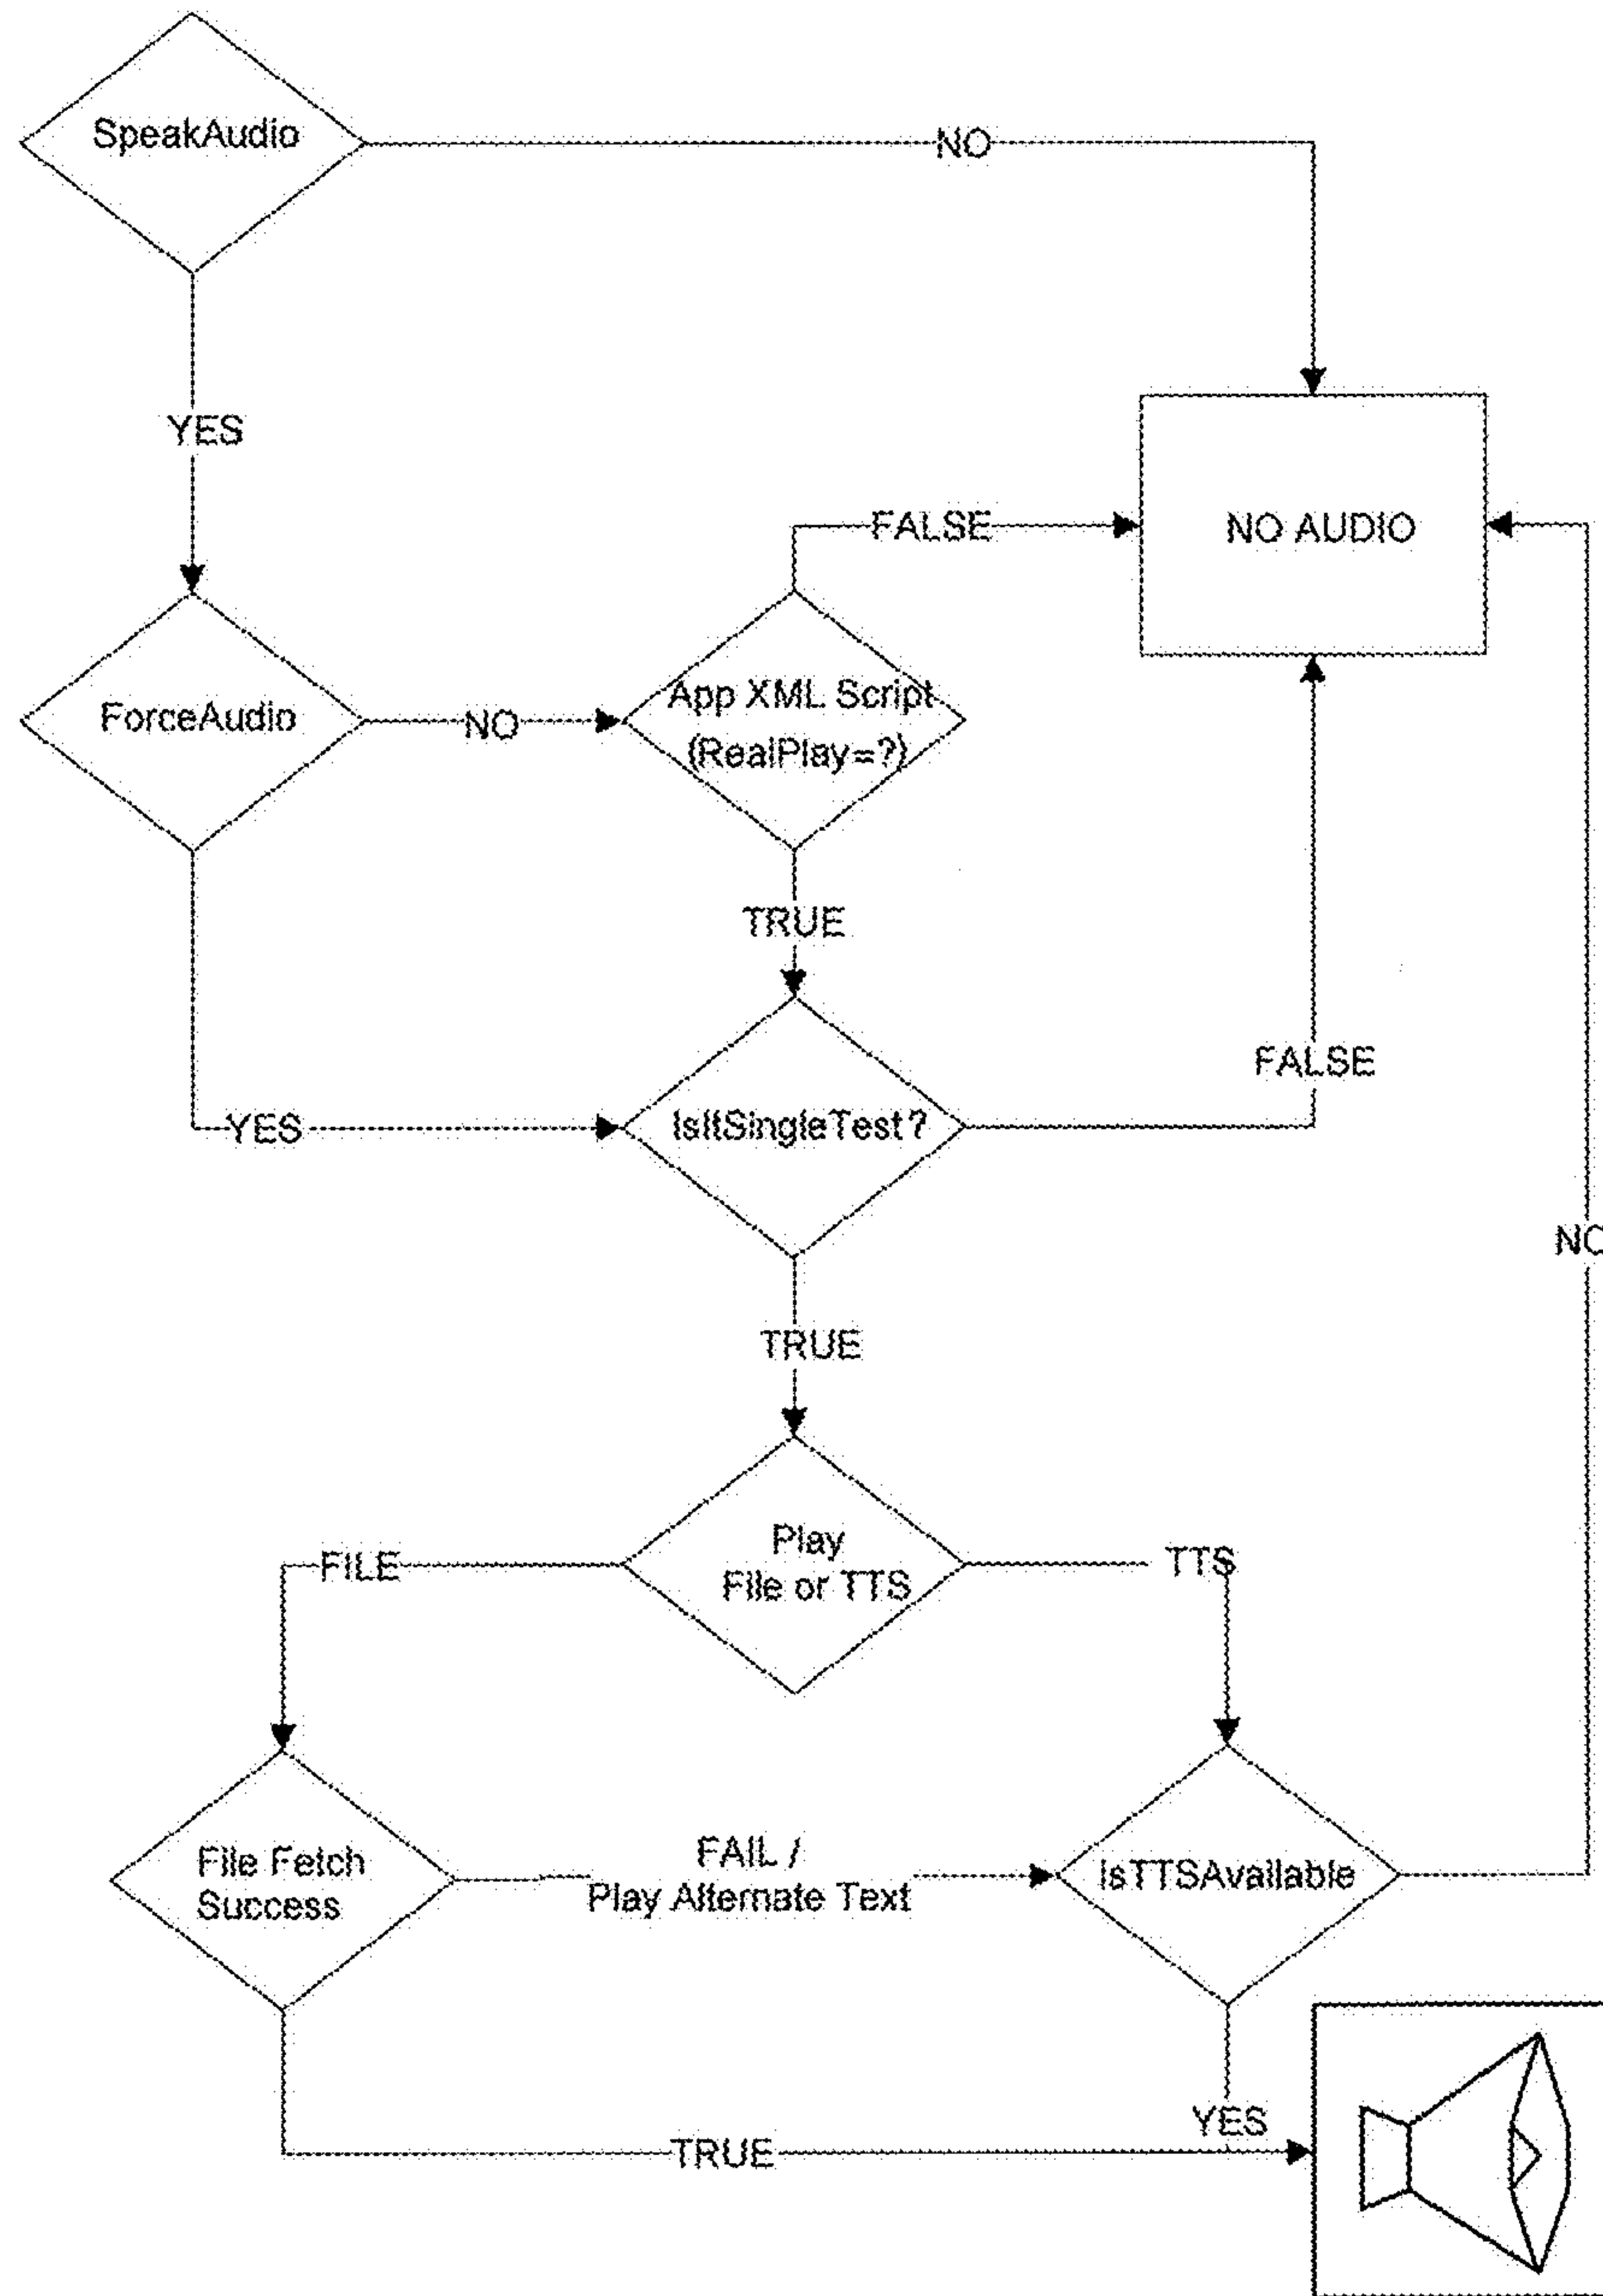 SpeakAudio
NO
YES
FALSE
NO AUDIO
ForceAudio
NO
App XML Script
(RealPlay=?)
TRUE
FALSE
YES
IsItSingleTest?
NO
TRUE
Play
File or TTS
FILE
TTS
File Fetch
Success
FAIL /
Play Alternate Text
IsTTSAvailable
YES
TRUE